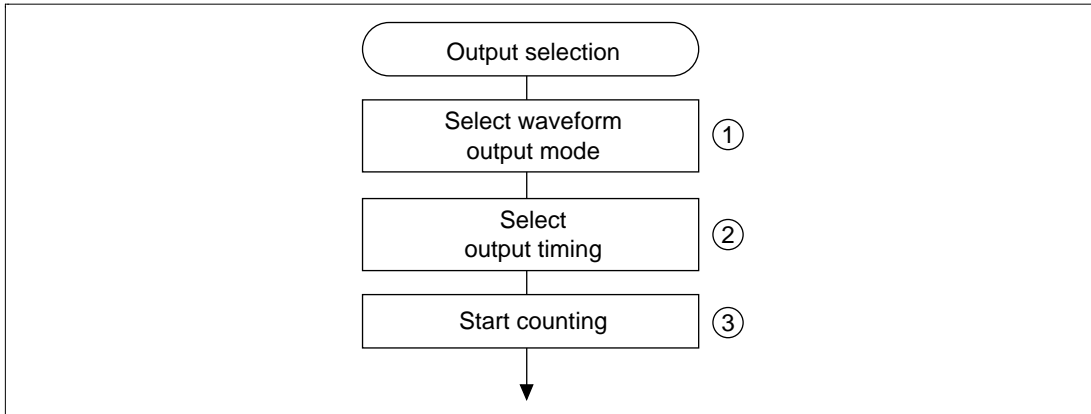 Output selection
Select waveform
output mode
①
Select
output timing
②
Start counting
③